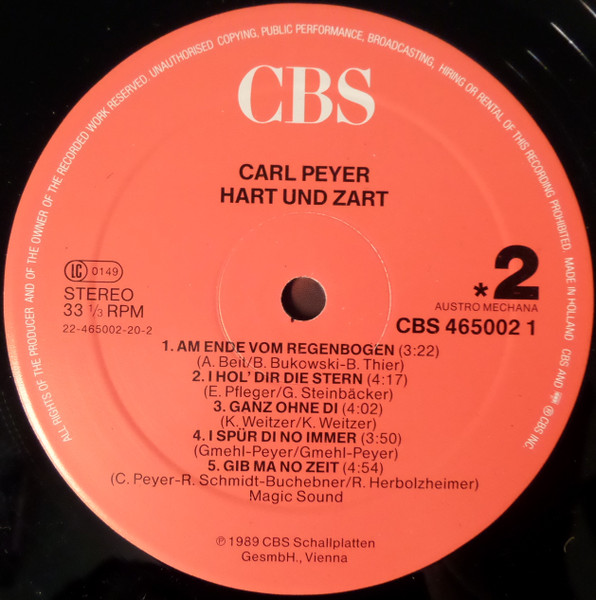 ALL RIGHTS OF THE PRODUCER AND OF THE OWNER OF THE RECORDED WORK RESERVED. UNAUTHORISED COPYING, PUBLIC PERFORMANCE, BROADCASTING, HIRING OR RENTAL OF THIS RECORDING PROHIBITED. MADE IN HOLLAND CBS AND ® CBS INC.
CBS
CARL PEYER
HART UND ZART
LC 0149
STEREO
33 1/3 RPM
22-465002-20-2
*2
AUSTRO MECHANA
CBS 465002 1
1. AM ENDE VOM REGENBOGEN (3:22)
(A. Beit/B. Bukowski-B. Thier)
2. I HOL' DIR DIE STERN (4:17)
(E. Pfleger/G. Steinbäcker)
3. GANZ OHNE DI (4:02)
(K. Weitzer/K. Weitzer)
4. I SPÜR DI NO IMMER (3:50)
(Gmehl-Peyer/Gmehl-Peyer)
5. GIB MA NO ZEIT (4:54)
(C. Peyer-R. Schmidt-Buchebner/R. Herbolzheimer)
Magic Sound
℗ 1989 CBS Schallplatten
GesmbH., Vienna